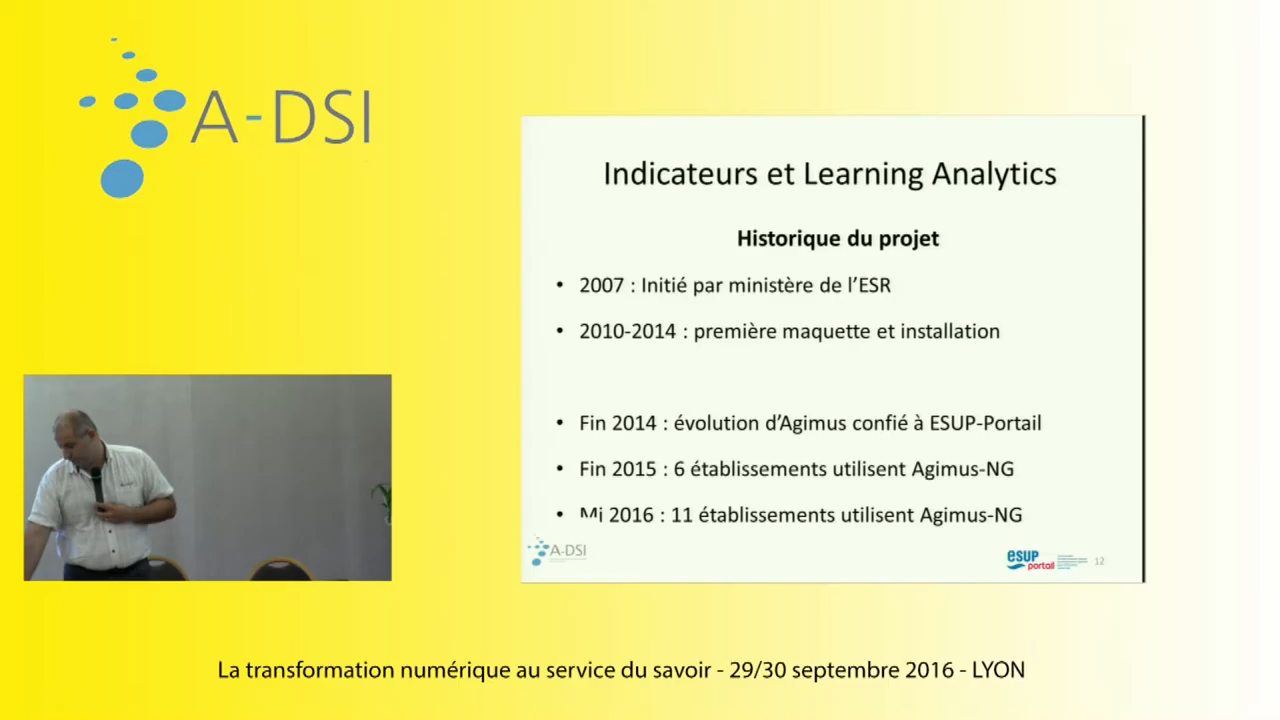 A-DSI
Indicateurs et Learning Analytics
Historique du projet
• 2007 : Initié par ministère de l'ESR
• 2010-2014 : première maquette et installation
• Fin 2014 : évolution d'Agimus confié à ESUP-Portail
• Fin 2015 : 6 établissements utilisent Agimus-NG
• Mi 2016 : 11 établissements utilisent Agimus-NG
A-DSI
esup
portail
12
La transformation numérique au service du savoir - 29/30 septembre 2016 - LYON